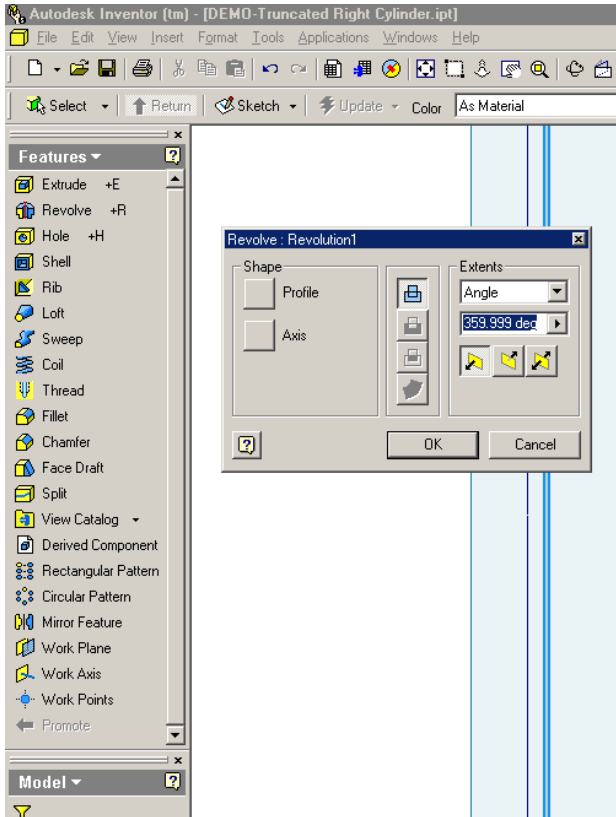 Autodesk Inventor (tm) - [DEMO-Truncated Right Cylinder.ipt]
File Edit View Insert Format Tools Applications Windows Help
Select Return Sketch Update Color As Material
Features
Extrude +E
Revolve +R
Hole +H
Shell
Rib
Loft
Sweep
Coil
Thread
Fillet
Chamfer
Face Draft
Split
View Catalog
Derived Component
Rectangular Pattern
Circular Pattern
Mirror Feature
Work Plane
Work Axis
Work Points
Promote
Model
Revolve : Revolution1
Shape
Profile
Axis
Extents
Angle
359.999 deg
OK Cancel